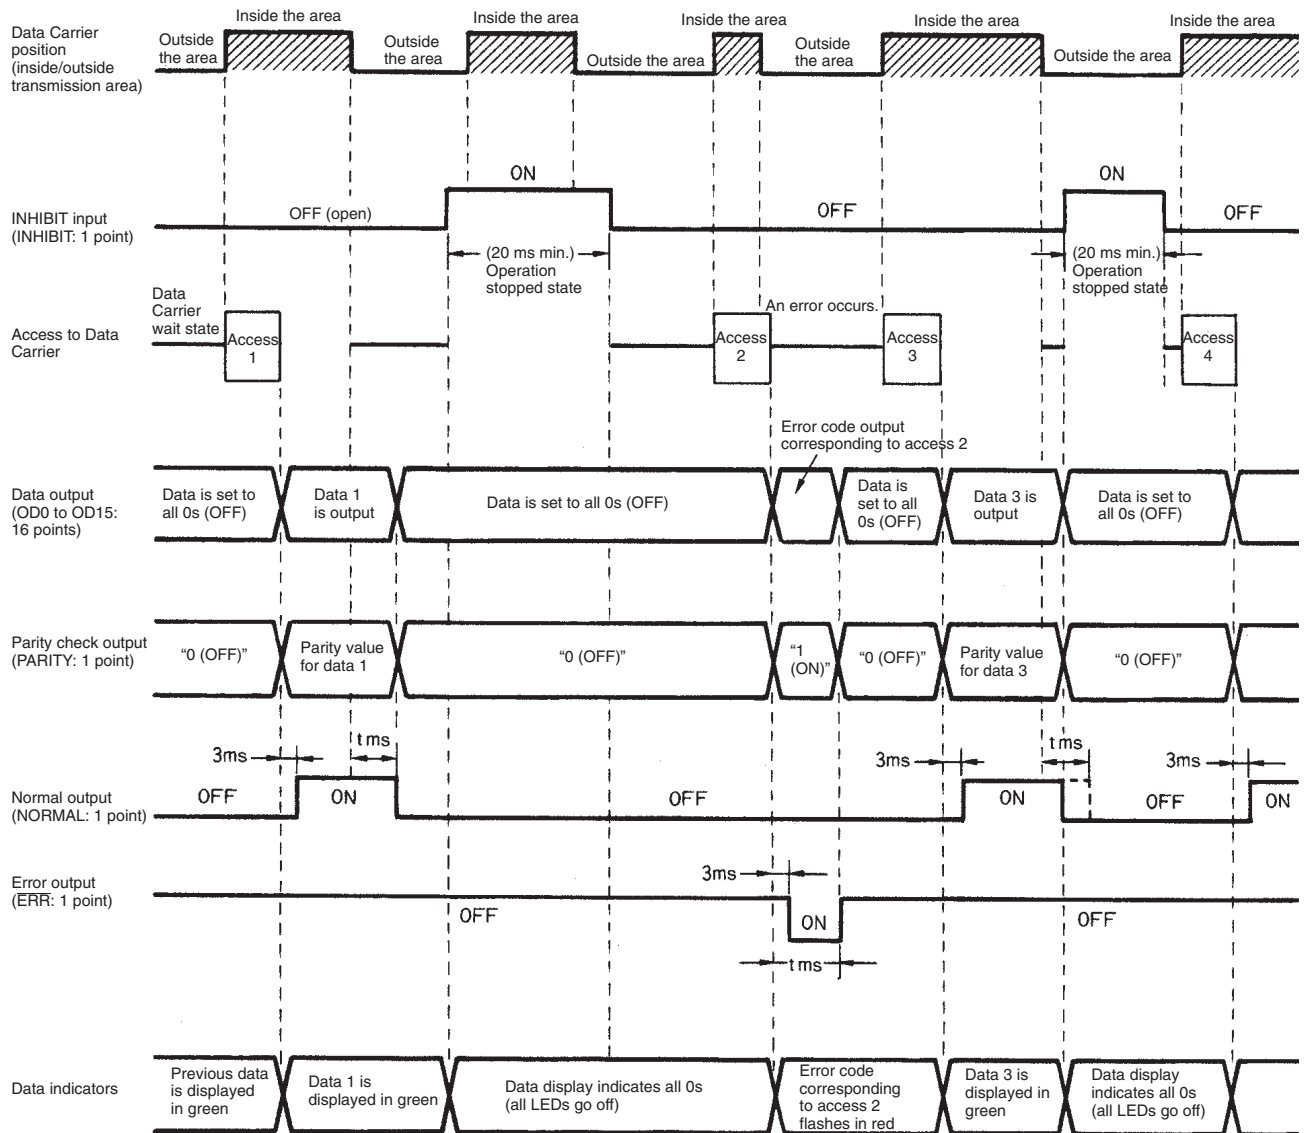 Data Carrier
position
(inside/outside
transmission area)
Outside
the area
Inside the area
Outside
the area
Inside the area
Outside the area
Inside the area
Outside
the area
Inside the area
Outside the area
Inside the area
INHIBIT input
(INHIBIT: 1 point)
OFF (open)
ON
(20 ms min.)
Operation
stopped state
OFF
ON
(20 ms min.)
Operation
stopped state
OFF
Access to Data
Carrier
Data
Carrier
wait state
Access
1
Access
2
An error occurs.
Access
3
Access
4
Error code output
corresponding to access 2
Data output
(OD0 to OD15:
16 points)
Data is set to
all 0s (OFF)
Data 1
is output
Data is set to all 0s (OFF)
Data is
set to all
0s (OFF)
Data 3 is
output
Data is set to
all 0s (OFF)
Parity check output
(PARITY: 1 point)
“0 (OFF)”
Parity value
for data 1
“0 (OFF)”
“1
(ON)”
“0 (OFF)”
Parity value
for data 3
“0 (OFF)”
Normal output
(NORMAL: 1 point)
OFF
3ms
ON
t ms
OFF
3ms
ON
t ms
OFF
3ms
ON
Error output
(ERR: 1 point)
OFF
3ms
ON
t ms
OFF
Data indicators
Previous data
is displayed
in green
Data 1 is
displayed in green
Data display indicates all 0s
(all LEDs go off)
Error code
corresponding
to access 2
flashes in red
Data 3 is
displayed in
green
Data display
indicates all 0s
(all LEDs go off)